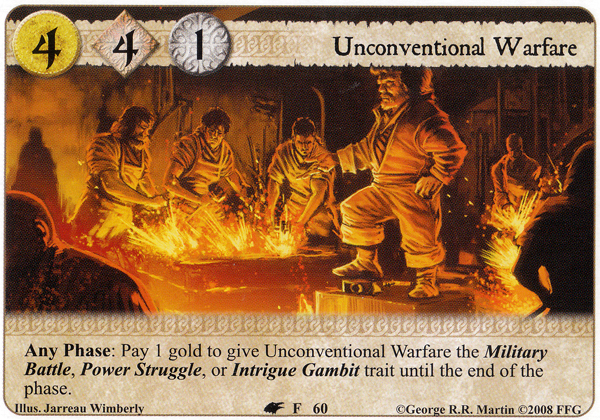 4 4 1 Unconventional Warfare
Any Phase: Pay 1 gold to give Unconventional Warfare the Military
Battle, Power Struggle, or Intrigue Gambit trait until the end of the
phase.
Illus. Jarreau Wimberly F 60 ©George R.R. Martin ©2008 FFG